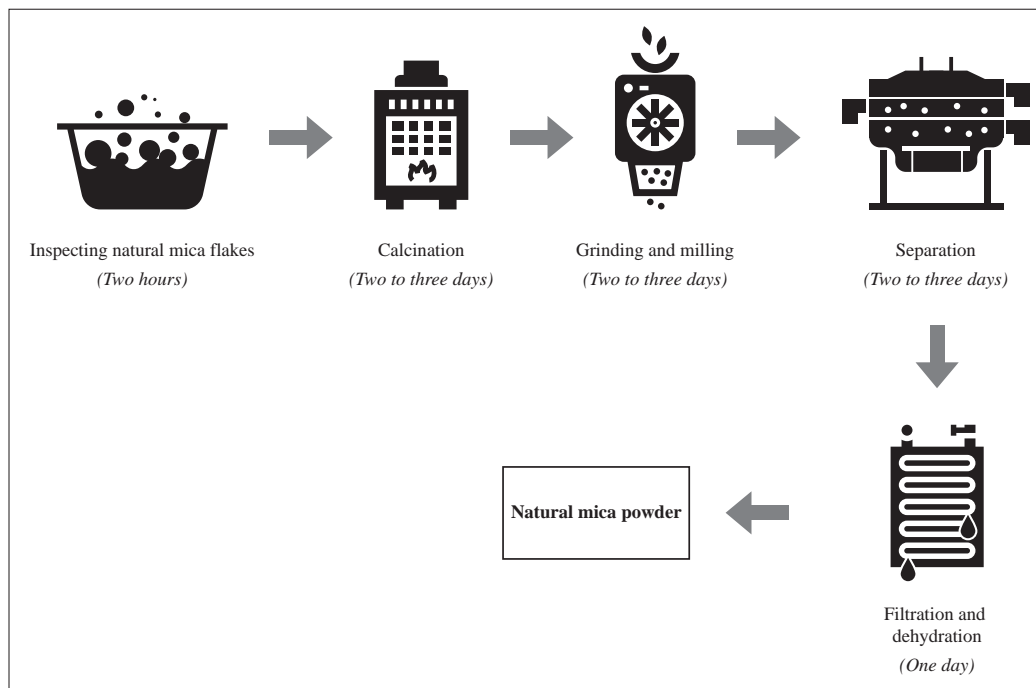 Inspecting natural mica flakes
(Two hours)
Calcination
(Two to three days)
Grinding and milling
(Two to three days)
Separation
(Two to three days)
Filtration and
dehydration
(One day)
Natural mica powder